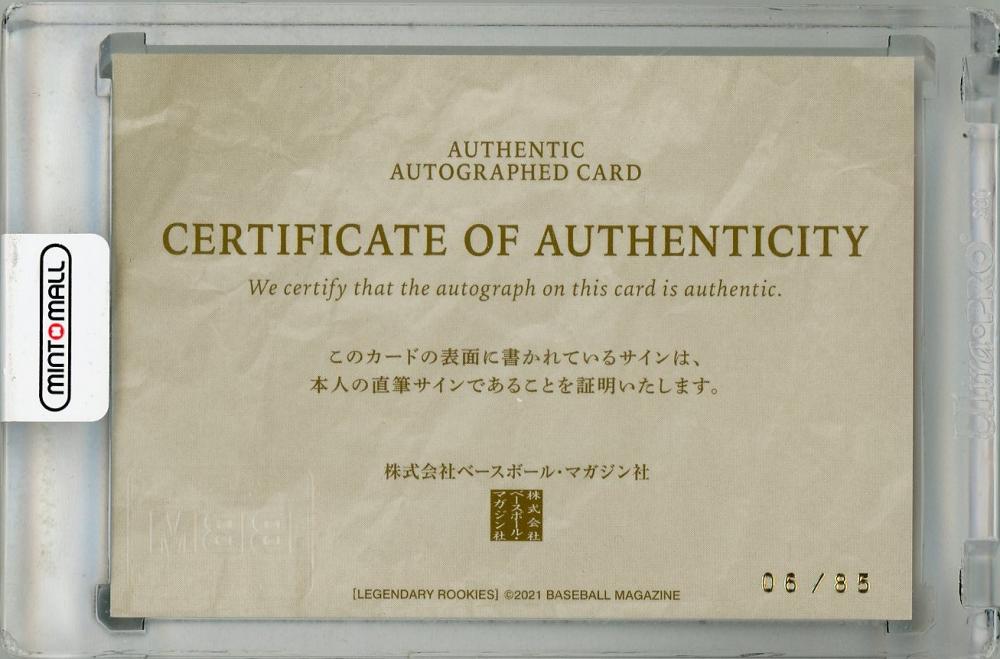 AUTHENTIC
AUTOGRAPHED CARD
CERTIFICATE OF AUTHENTICITY
We certify that the autograph on this card is authentic.
このカードの表面に書かれているサインは、
本人の直筆サインであることを証明いたします。
株式会社ベースボール・マガジン社
株式会社
ベースボール・
マガジン社
06/85
[LEGENDARY ROOKIES] ©2021 BASEBALL MAGAZINE
MINTOMALL
BBM
UltraPRO